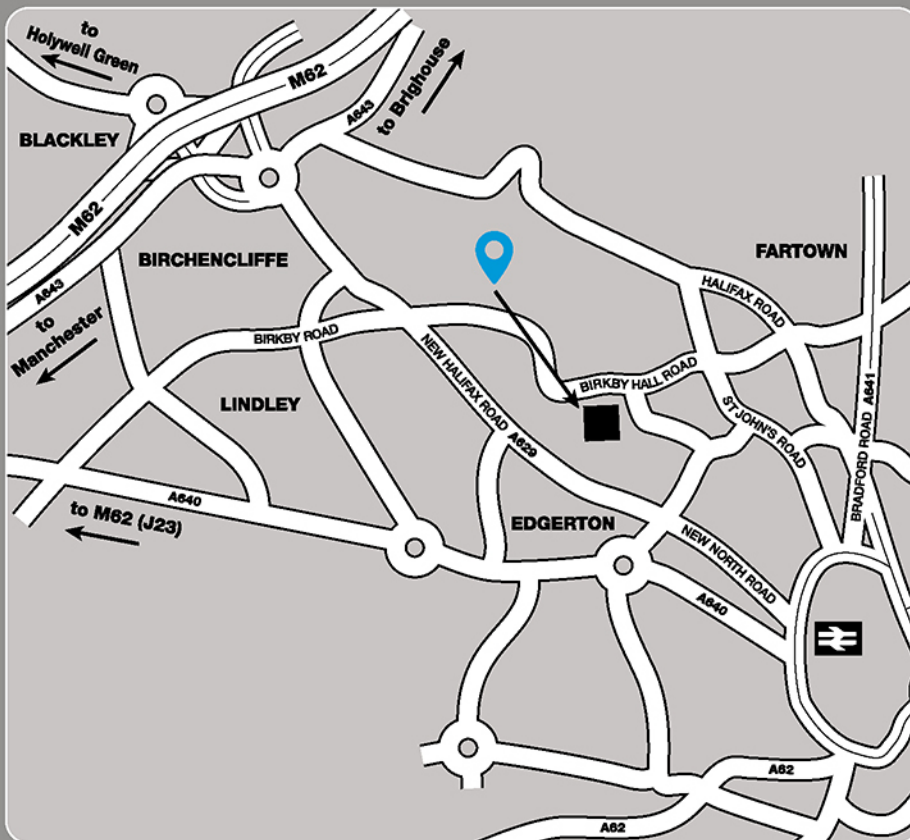 to
Holywell Green
M62
A643
to Brighouse
BLACKLEY
M62
BIRCHENCLIFFE
FARTOWN
A643
to
Manchester
HALIFAX ROAD
BIRKBY ROAD
NEW HALIFAX ROAD A629
BIRKBY HALL ROAD
LINDLEY
ST JOHN'S ROAD
BRADFORD ROAD A641
A640
to M62 (J23)
EDGERTON
NEW NORTH ROAD
A640
A62
A62